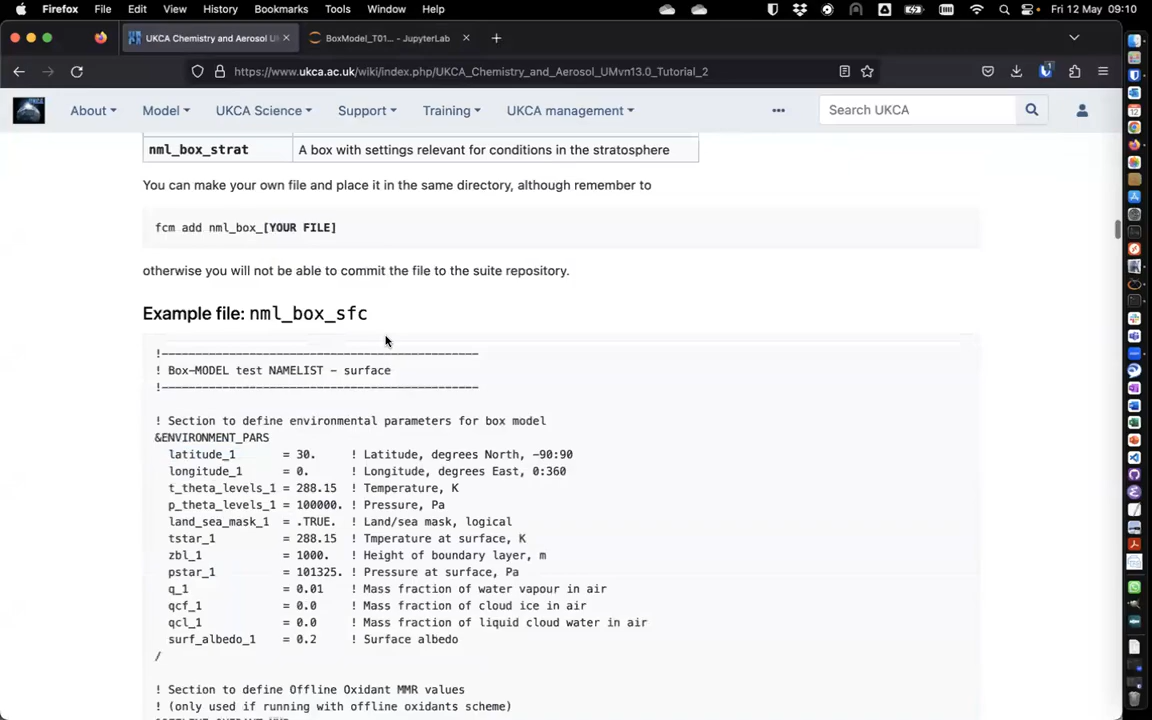 Firefox File Edit View History Bookmarks Tools Window Help Fri 12 May 09:10
UKCA Chemistry and Aerosol U BoxModel_T01... - JupyterLab
https://www.ukca.ac.uk/wiki/index.php/UKCA_Chemistry_and_Aerosol_UMvn13.0_Tutorial_2
About Model UKCA Science Support Training UKCA management Search UKCA
nml_box_strat A box with settings relevant for conditions in the stratosphere
You can make your own file and place it in the same directory, although remember to
fcm add nml_box_[YOUR FILE]
otherwise you will not be able to commit the file to the suite repository.
Example file: nml_box_sfc
!-----------------------------------------------
! Box-MODEL test NAMELIST - surface
!-----------------------------------------------
! Section to define environmental parameters for box model
&ENVIRONMENT_PARS
latitude_1 = 30. ! Latitude, degrees North, -90:90
longitude_1 = 0. ! Longitude, degrees East, 0:360
t_theta_levels_1 = 288.15 ! Temperature, K
p_theta_levels_1 = 100000. ! Pressure, Pa
land_sea_mask_1 = .TRUE. ! Land/sea mask, logical
tstar_1 = 288.15 ! Tmperature at surface, K
zbl_1 = 1000. ! Height of boundary layer, m
pstar_1 = 101325. ! Pressure at surface, Pa
q_1 = 0.01 ! Mass fraction of water vapour in air
qcf_1 = 0.0 ! Mass fraction of cloud ice in air
qcl_1 = 0.0 ! Mass fraction of liquid cloud water in air
surf_albedo_1 = 0.2 ! Surface albedo
/
! Section to define Offline Oxidant MMR values
! (only used if running with offline oxidants scheme)